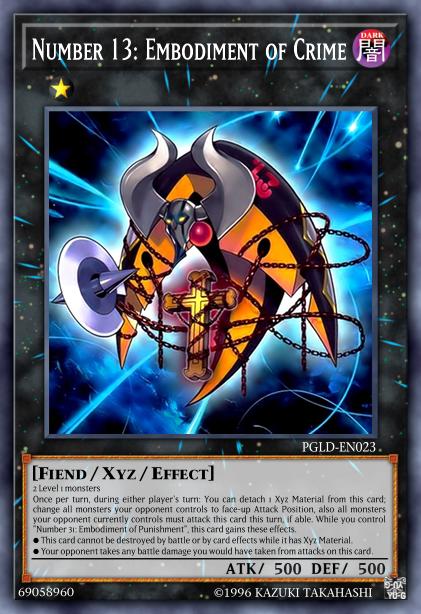 Number 13: Embodiment of Crime
DARK
闇
PGLD-EN023
[Fiend / Xyz / Effect]
2 Level 1 monsters
Once per turn, during either player's turn: You can detach 1 Xyz Material from this card;
change all monsters your opponent controls to face-up Attack Position, also all monsters
your opponent currently controls must attack this card this turn, if able. While you control
"Number 31: Embodiment of Punishment", this card gains these effects.
● This card cannot be destroyed by battle or by card effects while it has Xyz Material.
● Your opponent takes any battle damage you would have taken from attacks on this card.
ATK/ 500 DEF/ 500
69058960
©1996 KAZUKI TAKAHASHI